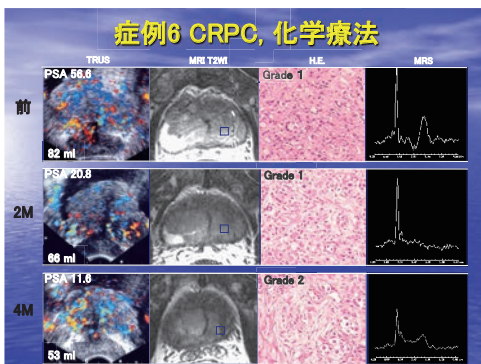 症例6 CRPC, 化学療法
TRUS MRI T2WI H.E. MRS
前 PSA 56.6 82 ml Grade 1
2M PSA 20.8 66 ml Grade 1
4M PSA 11.6 53 ml Grade 2